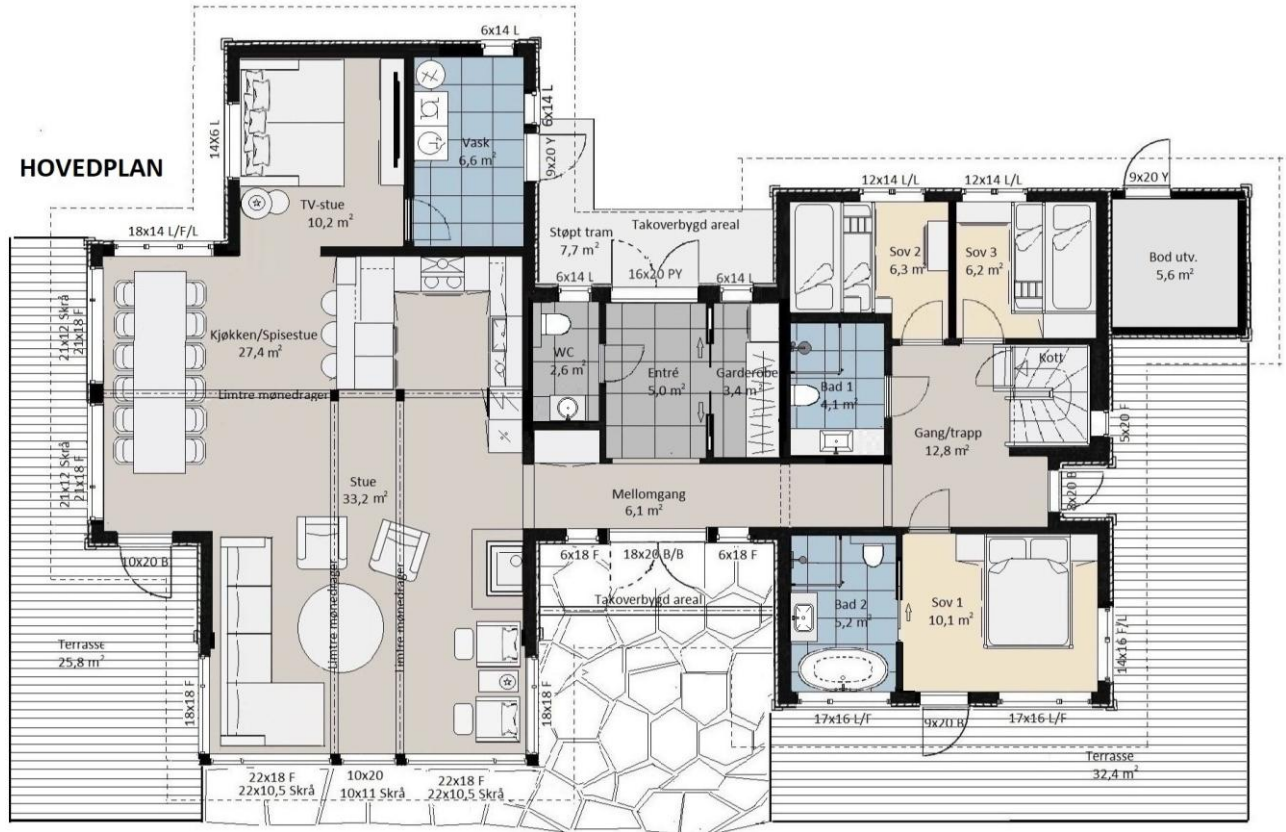 HOVEDPLAN
6x14 L
14X6 L
6x14 L
9x20 Y
Vask
6,6 m²
TV-stue
10,2 m²
18x14 L/F/L
Støpt tram
7,7 m²
Takoverbygd areal
6x14 L
16x20 PY
6x14 L
12x14 L/L
12x14 L/L
9x20 Y
Sov 2
6,3 m²
Sov 3
6,2 m²
Bod utv.
5,6 m²
21x12 Skrå
21x18 F
Kjøkken/Spisestue
27,4 m²
Limtre mønedrager
WC
2,6 m²
Entré
5,0 m²
Garderobe
3,4 m²
Bad 1
4,1 m²
Kott
Gang/trapp
12,8 m²
5x20 F
21x12 Skrå
21x18 F
Stue
33,2 m²
Mellomgang
6,1 m²
8x20 B
10x20 B
6x18 F
18x20 B/B
6x18 F
Limtre mønedrager
Limtre mønedrager
Takoverbygd areal
Bad 2
5,2 m²
Sov 1
10,1 m²
14x16 F/L
Terrasse
25,8 m²
18x18 F
18x18 F
17x16 L/F
9x20 B
17x16 L/F
Terrasse
32,4 m²
22x18 F
22x10,5 Skrå
10x20
10x11 Skrå
22x18 F
22x10,5 Skrå